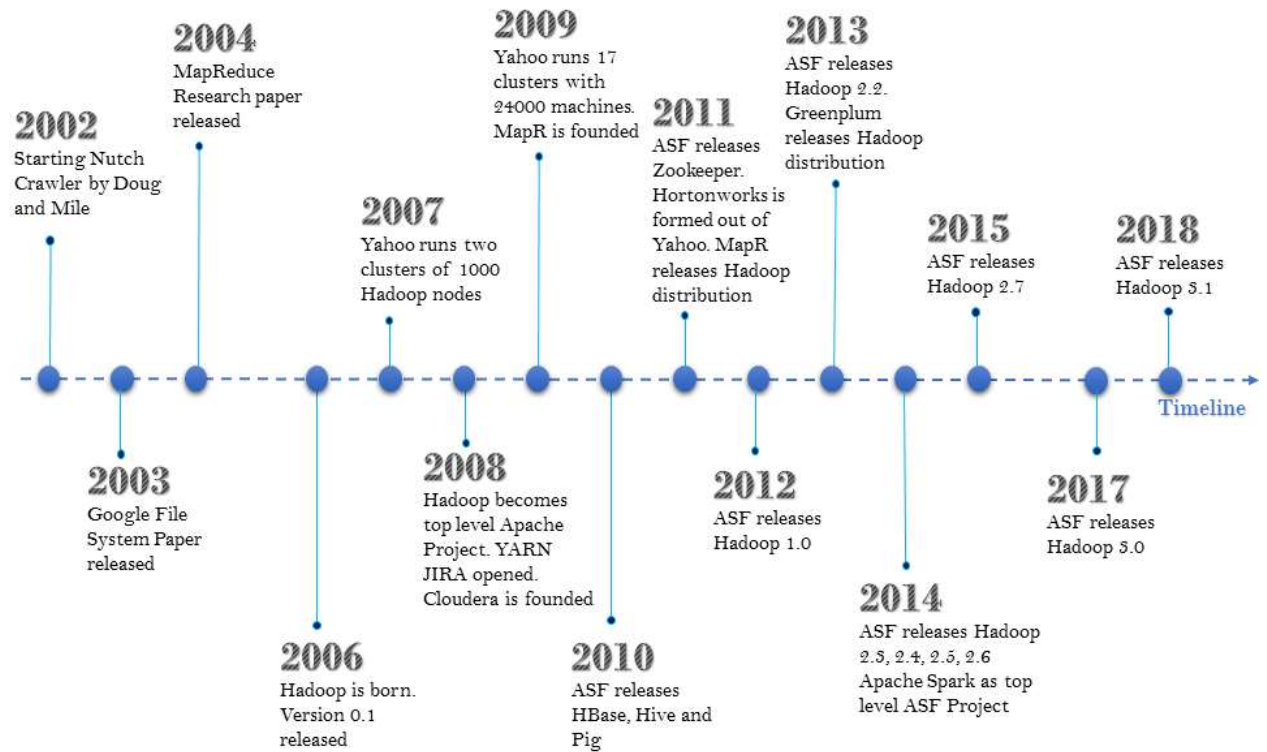 2002
Starting Nutch
Crawler by Doug
and Mile
2003
Google File
System Paper
released
2004
MapReduce
Research paper
released
2006
Hadoop is born.
Version 0.1
released
2007
Yahoo runs two
clusters of 1000
Hadoop nodes
2008
Hadoop becomes
top level Apache
Project. YARN
JIRA opened.
Cloudera is founded
2009
Yahoo runs 17
clusters with
24000 machines.
MapR is founded
2010
ASF releases
HBase, Hive and
Pig
2011
ASF releases
Zookeeper.
Hortonworks is
formed out of
Yahoo. MapR
releases Hadoop
distribution
2012
ASF releases
Hadoop 1.0
2013
ASF releases
Hadoop 2.2.
Greenplum
releases Hadoop
distribution
2014
ASF releases Hadoop
2.3, 2.4, 2.5, 2.6
Apache Spark as top
level ASF Project
2015
ASF releases
Hadoop 2.7
2017
ASF releases
Hadoop 3.0
2018
ASF releases
Hadoop 3.1
Timeline